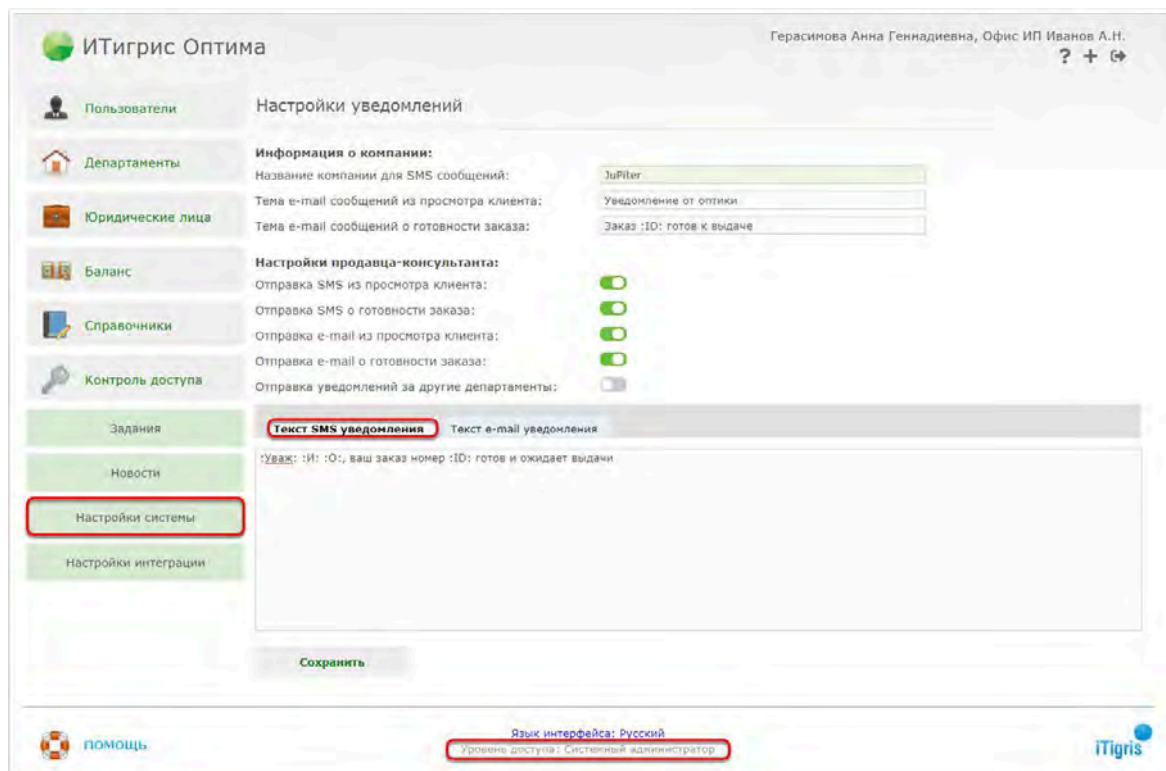 ИТигрис Оптима
Герасимова Анна Геннадиевна, Офис ИП Иванов А.Н.
? +
Пользователи
Департаменты
Юридические лица
Баланс
Справочники
Контроль доступа
Задания
Новости
Настройки системы
Настройки интеграции
Настройки уведомлений
Информация о компании:
Название компании для SMS сообщений: JuPiter
Тема e-mail сообщений из просмотра клиента: Уведомление от оптики
Тема e-mail сообщений о готовности заказа: Заказ :ID: готов к выдаче
Настройки продавца-консультанта:
Отправка SMS из просмотра клиента:
Отправка SMS о готовности заказа:
Отправка e-mail из просмотра клиента:
Отправка e-mail о готовности заказа:
Отправка уведомлений за другие департаменты:
Текст SMS уведомления Текст e-mail уведомления
:Уваж: :И: :О:, ваш заказ номер :ID: готов и ожидает выдачи
Сохранить
ПОМОЩЬ
Язык интерфейса: Русский
Уровень доступа: Системный администратор
iTigris